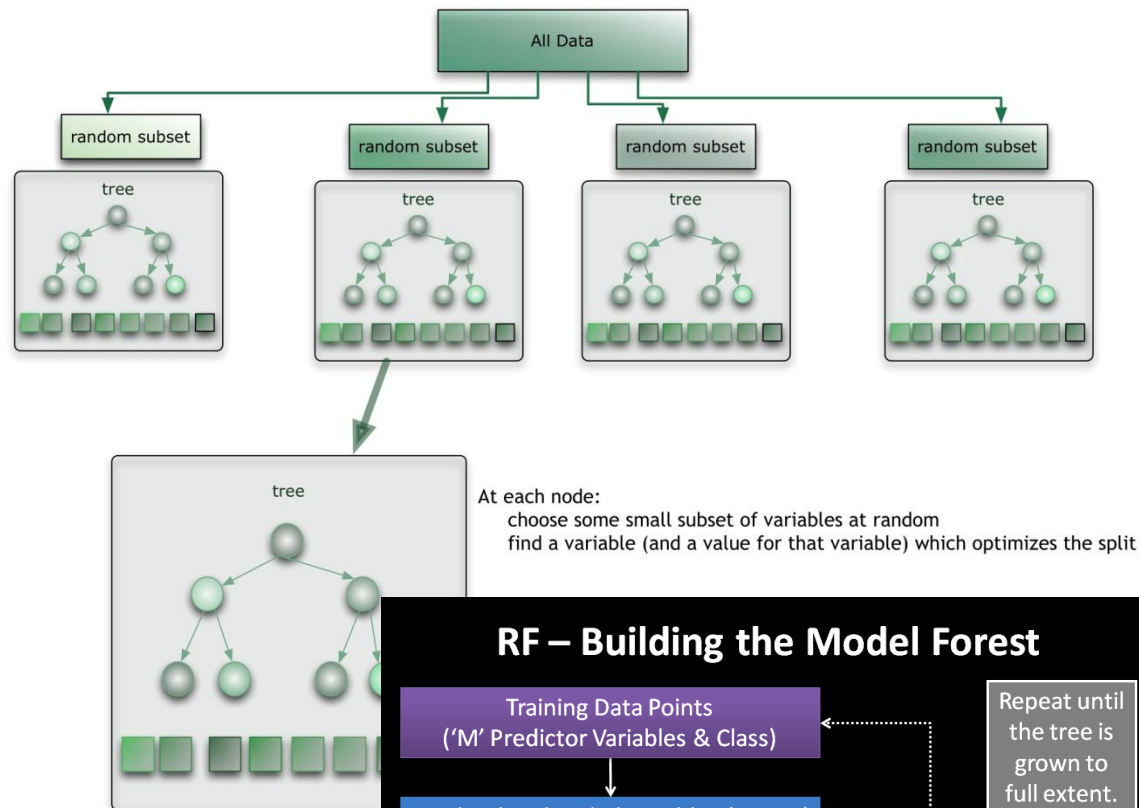 All Data
random subset
random subset
random subset
random subset
tree
tree
tree
tree
tree
At each node:
choose some small subset of variables at random
find a variable (and a value for that variable) which optimizes the split
RF – Building the Model Forest
Training Data Points
(‘M’ Predictor Variables & Class)
Repeat until
the tree is
grown to
full extent.